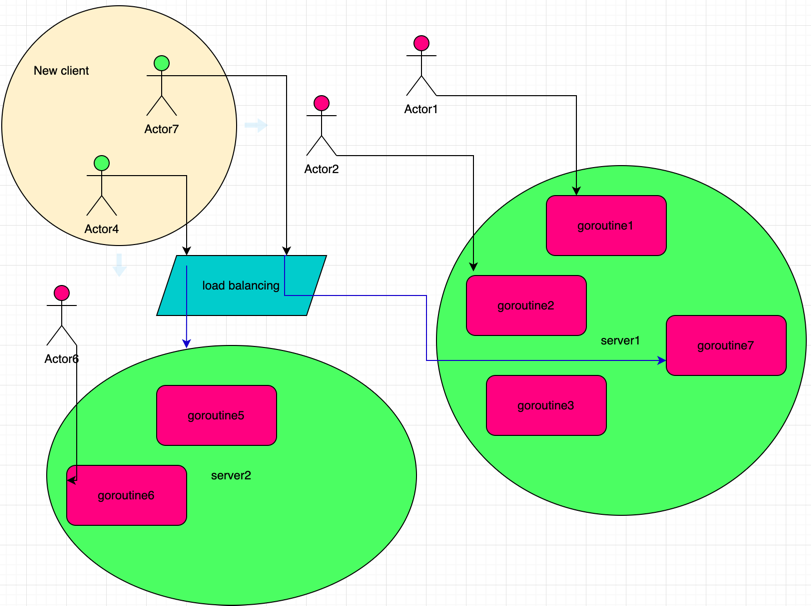 New client
Actor7
Actor4
Actor1
Actor2
load balancing
Actor6
goroutine1
goroutine2
server1
goroutine7
goroutine3
goroutine5
server2
goroutine6